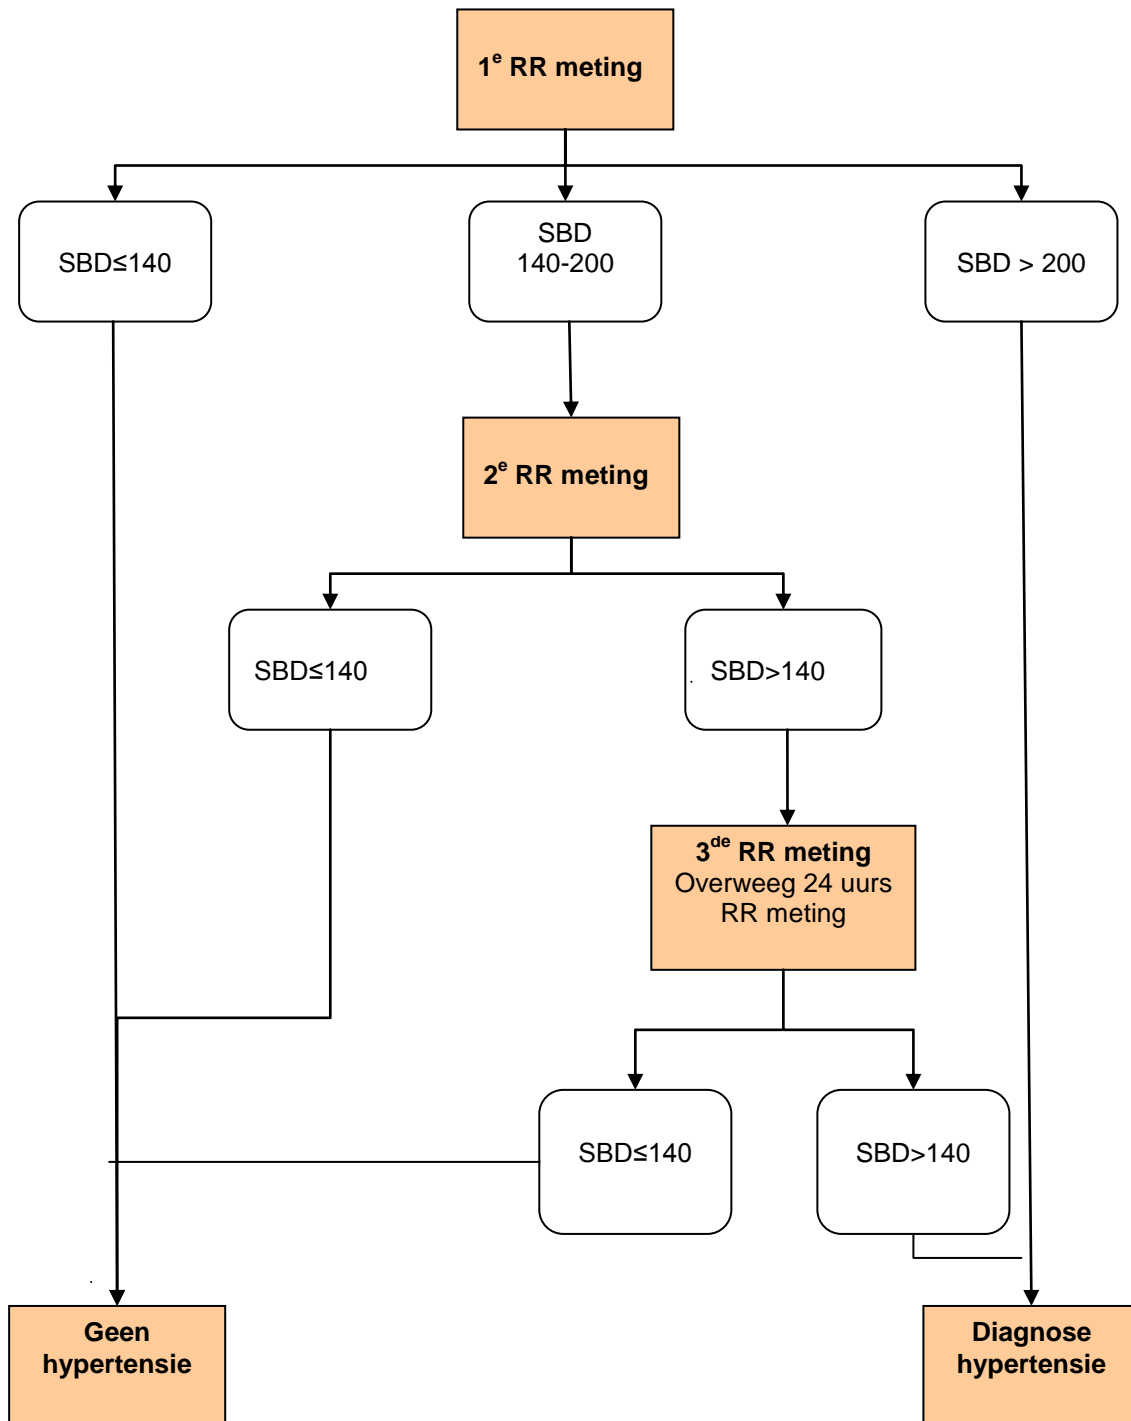 1e RR meting
SBD≤140
SBD
140-200
SBD > 200
2e RR meting
SBD≤140
SBD>140
3de RR meting
Overweeg 24 uurs
RR meting
SBD≤140
SBD>140
Geen
hypertensie
Diagnose
hypertensie